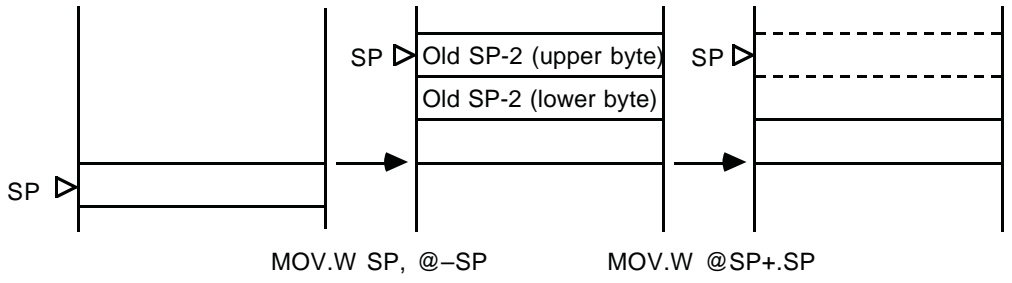 SP
Old SP-2 (upper byte)
SP
Old SP-2 (lower byte)
SP
MOV.W SP, @–SP
MOV.W @SP+.SP